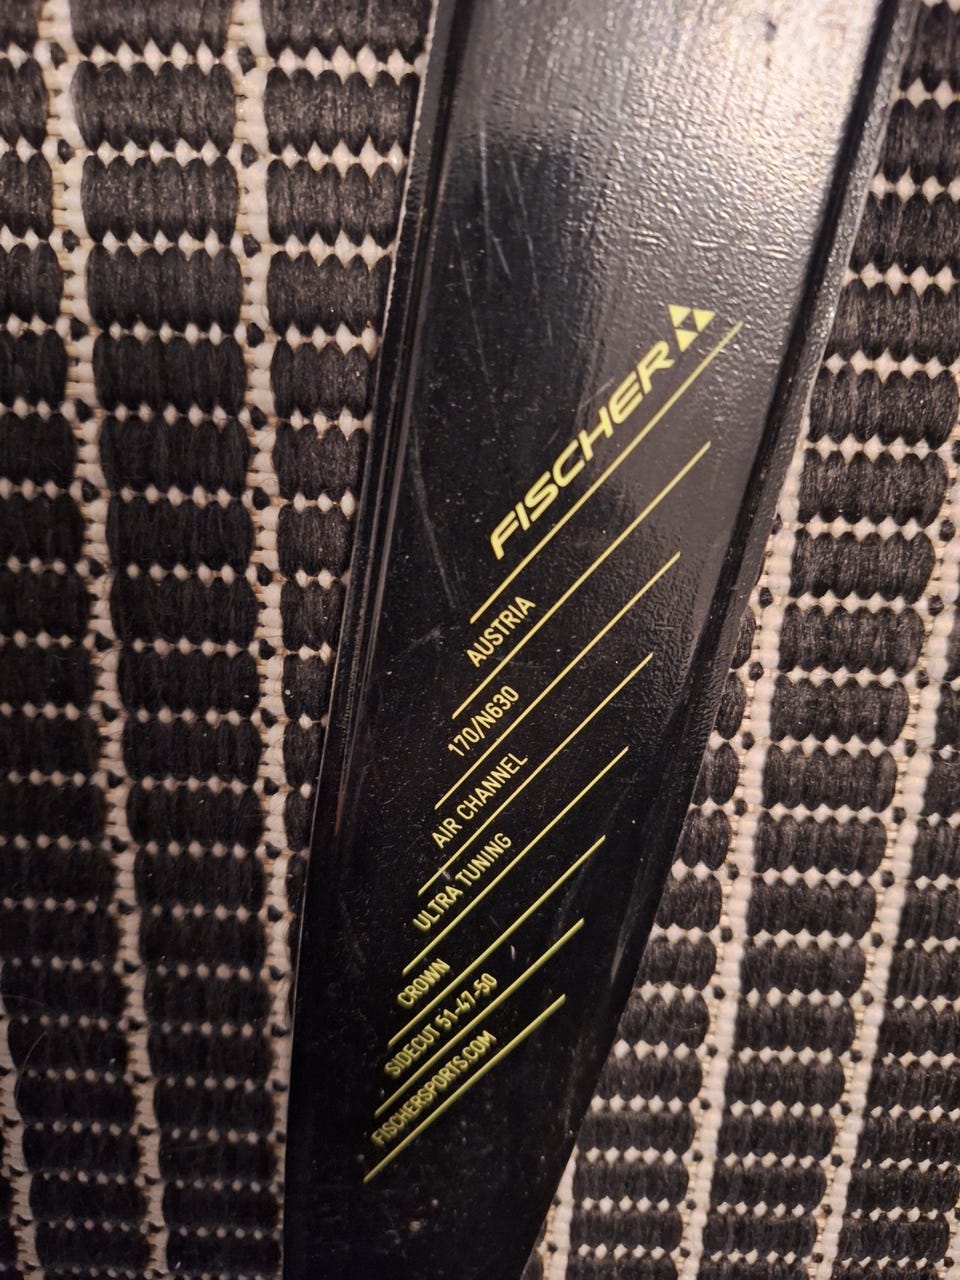 FISCHER
AUSTRIA
170/N630
AIR CHANNEL
ULTRA TUNING
CROWN
SIDECUT 51-47-50
FISCHERSPORTS.COM